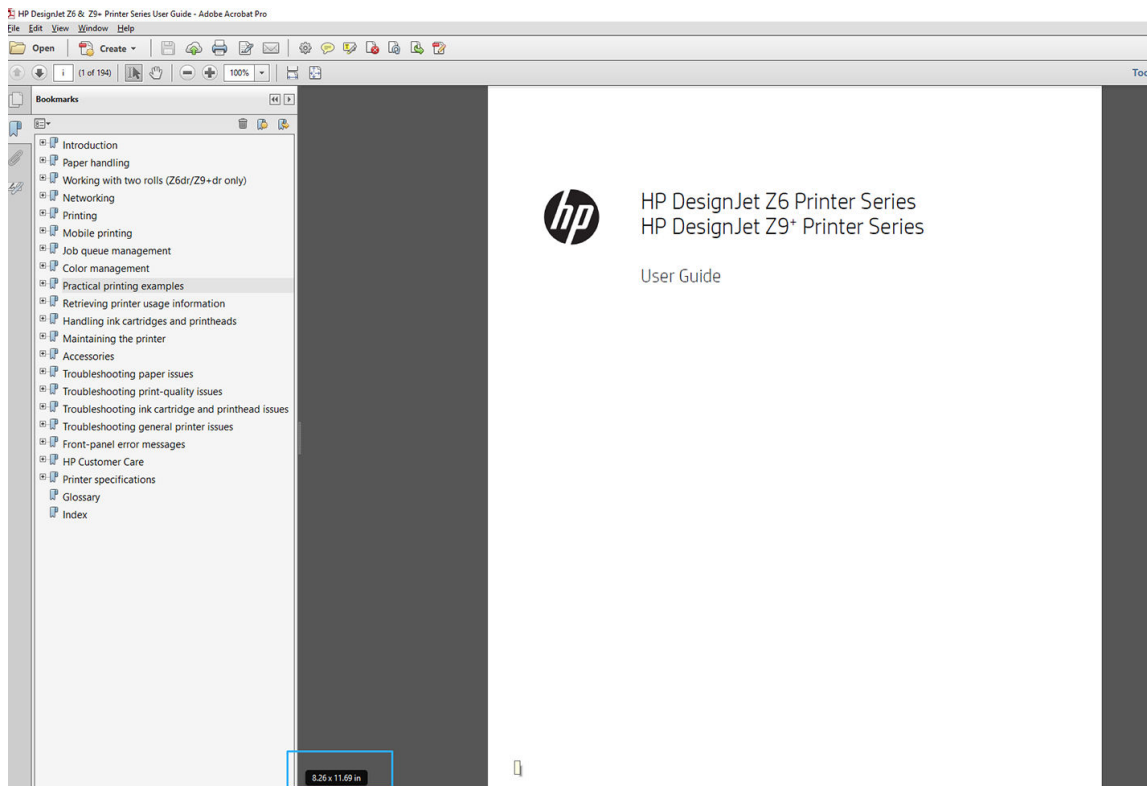 HP DesignJet Z6 & Z9+ Printer Series User Guide - Adobe Acrobat Pro
File Edit View Window Help
Open Create
i (1 of 194) 100%
Bookmarks
Introduction
Paper handling
Working with two rolls (Z6dr/Z9+dr only)
Networking
Printing
Mobile printing
Job queue management
Color management
Practical printing examples
Retrieving printer usage information
Handling ink cartridges and printheads
Maintaining the printer
Accessories
Troubleshooting paper issues
Troubleshooting print-quality issues
Troubleshooting ink cartridge and printhead issues
Troubleshooting general printer issues
Front-panel error messages
HP Customer Care
Printer specifications
Glossary
Index
8.26 x 11.69 in
hp
HP DesignJet Z6 Printer Series
HP DesignJet Z9⁺ Printer Series
User Guide